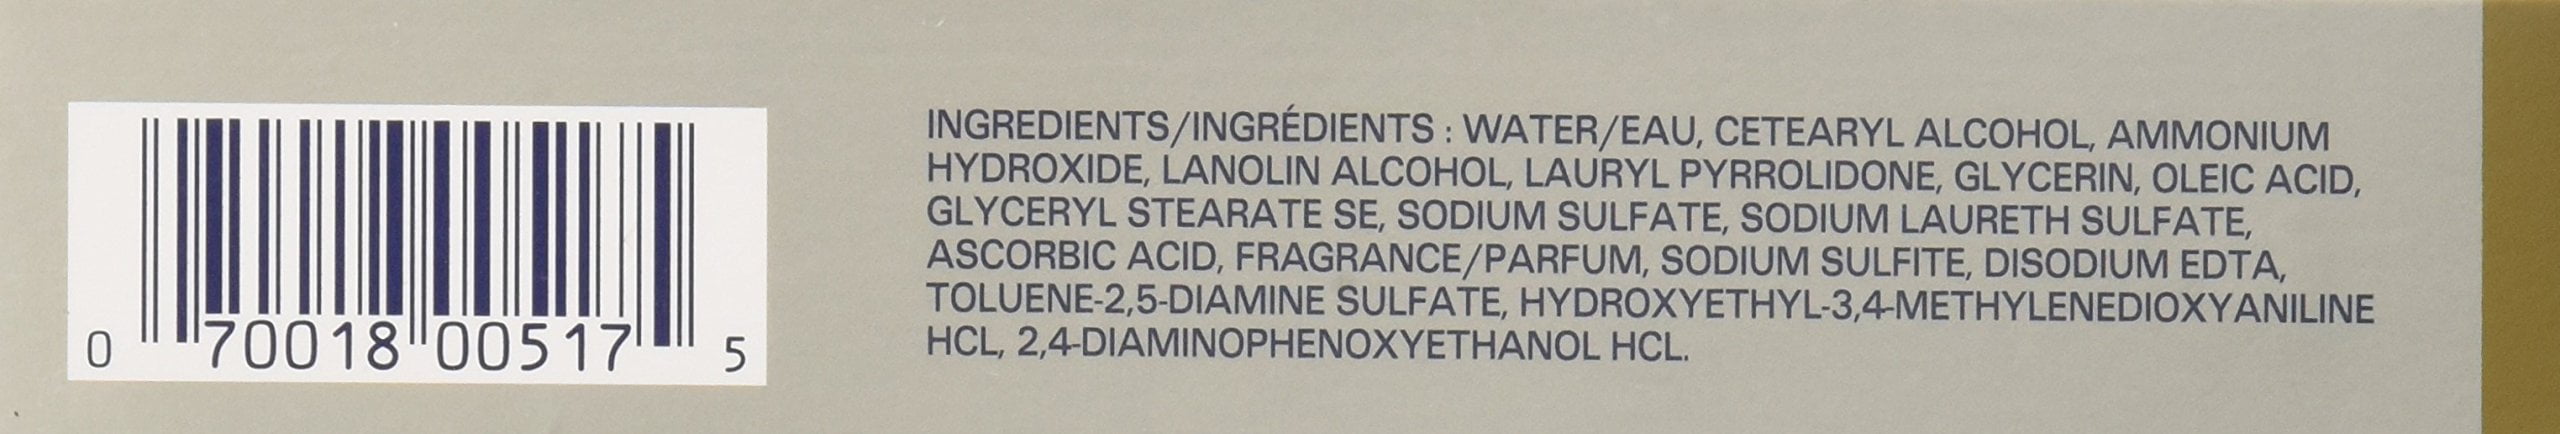 0 70018 00517 5
INGREDIENTS/INGRÉDIENTS : WATER/EAU, CETEARYL ALCOHOL, AMMONIUM
HYDROXIDE, LANOLIN ALCOHOL, LAURYL PYRROLIDONE, GLYCERIN, OLEIC ACID,
GLYCERYL STEARATE SE, SODIUM SULFATE, SODIUM LAURETH SULFATE,
ASCORBIC ACID, FRAGRANCE/PARFUM, SODIUM SULFITE, DISODIUM EDTA,
TOLUENE-2,5-DIAMINE SULFATE, HYDROXYETHYL-3,4-METHYLENEDIOXYANILINE
HCL, 2,4-DIAMINOPHENOXYETHANOL HCL.